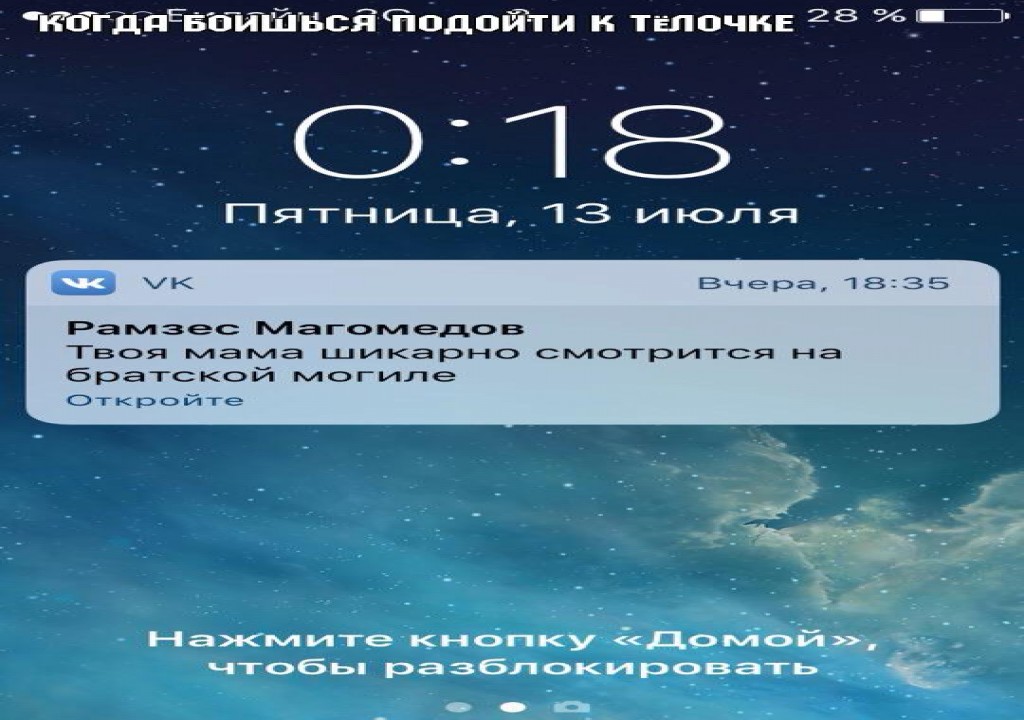 КОГДА БОИШЬСЯ ПОДОЙТИ К ТЁЛОЧКЕ
28 %
0:18
Пятница, 13 июля
VK
Вчера, 18:35
Рамзес Магомедов
Твоя мама шикарно смотрится на
братской могиле
Откройте
Нажмите кнопку «Домой»,
чтобы разблокировать